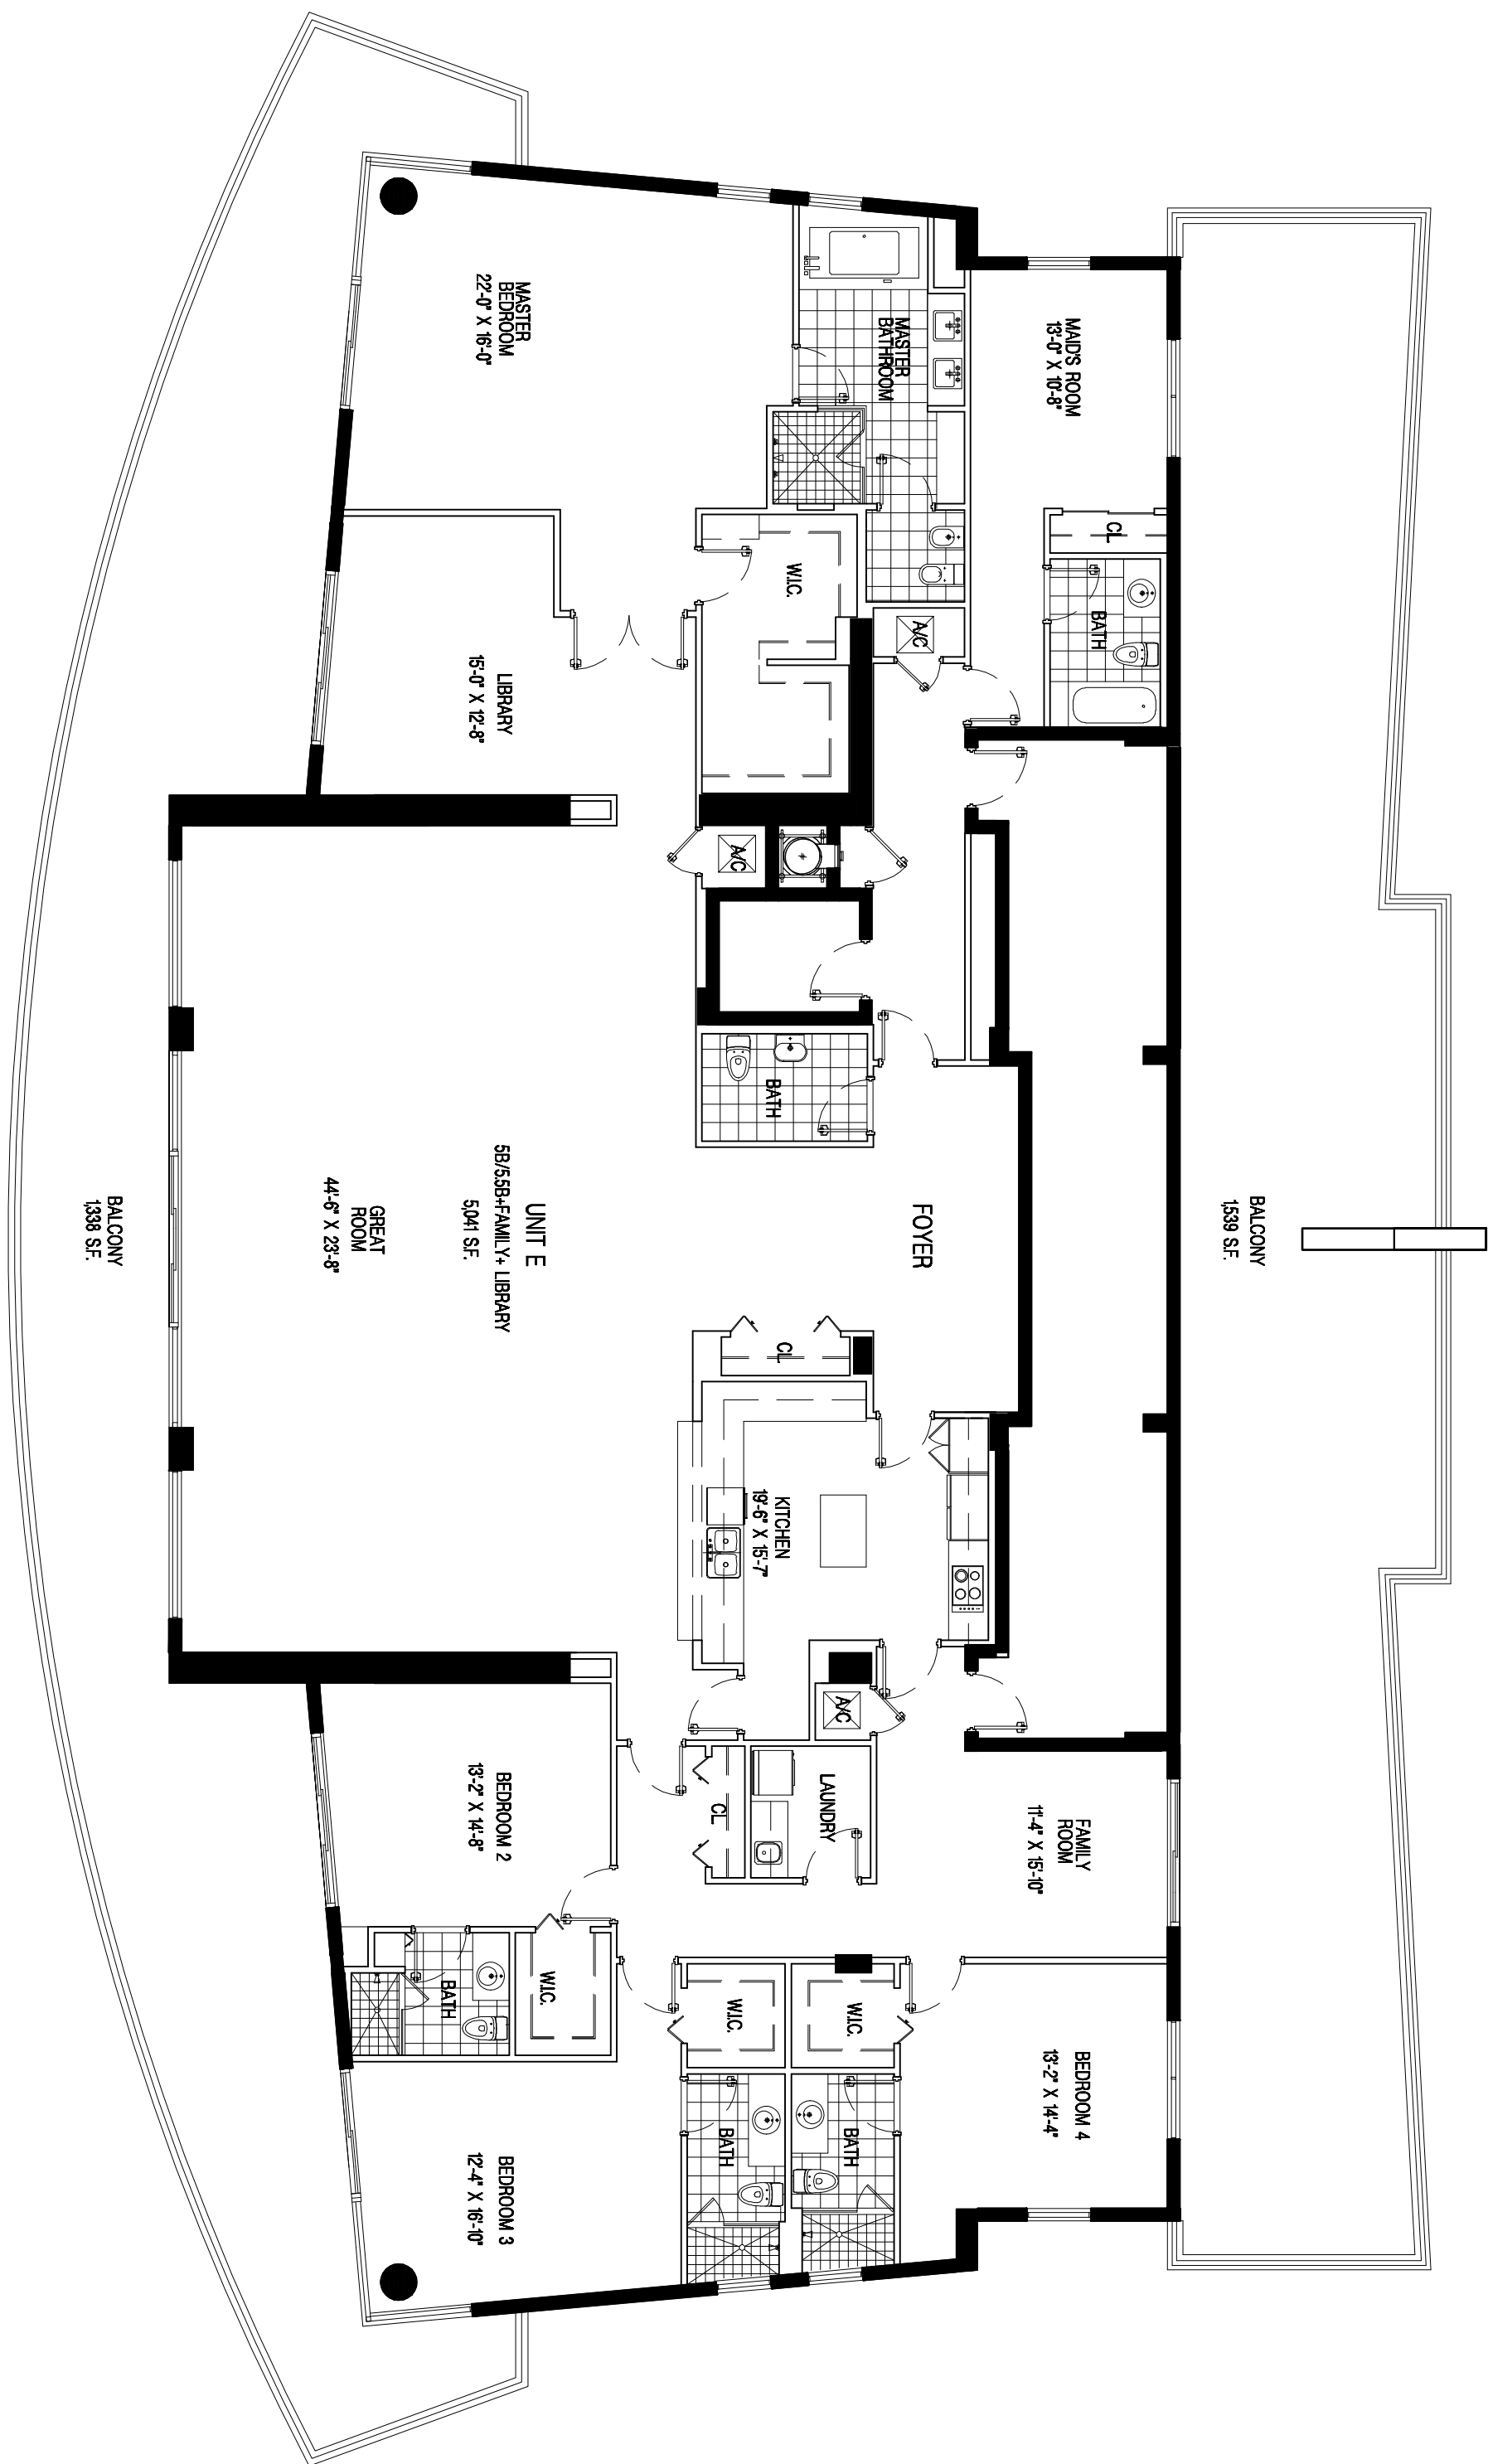 BALCONY
1,539 S.F.
MAID'S ROOM
13'-0" X 10'-8"
CL
BATH
FAMILY
ROOM
11'-4" X 15'-10"
BEDROOM 4
13'-2" X 14'-4"
MASTER
BATHROOM
A/C
FOYER
W.I.C.
A/C
BATH
CL
KITCHEN
19'-6" X 15'-7"
A/C
LAUNDRY
CL
W.I.C.
W.I.C.
BATH
BATH
MASTER
BEDROOM
22'-0" X 16'-0"
LIBRARY
15'-0" X 12'-8"
UNIT E
5B/5.5B+FAMILY+ LIBRARY
5,041 S.F.
GREAT
ROOM
44'-6" X 23'-8"
BEDROOM 2
13'-2" X 14'-8"
W.I.C.
BATH
BEDROOM 3
12'-4" X 16'-10"
BALCONY
1,338 S.F.